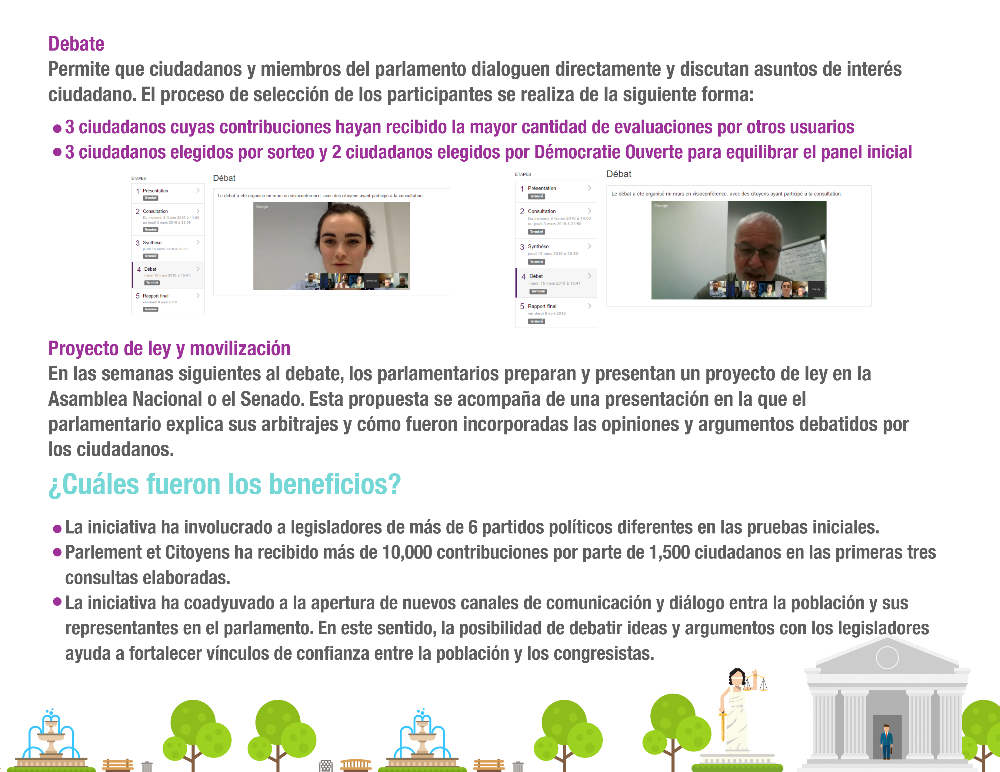 Debate
Permite que ciudadanos y miembros del parlamento dialoguen directamente y discutan asuntos de interés
ciudadano. El proceso de selección de los participantes se realiza de la siguiente forma:
● 3 ciudadanos cuyas contribuciones hayan recibido la mayor cantidad de evaluaciones por otros usuarios
● 3 ciudadanos elegidos por sorteo y 2 ciudadanos elegidos por Démocratie Ouverte para equilibrar el panel inicial
ÉTAPES
1 Présentation
Terminé
2 Consultation
Du mercredi 3 février 2016 à 14:00
au jeudi 3 mars 2016 à 23:59
Terminé
3 Synthèse
jeudi 10 mars 2016 à 20:30
Terminé
4 Débat
mardi 15 mars 2016 à 10:41
Terminé
5 Rapport final
vendredi 8 avril 2016
Terminé
Débat
Le débat a été organisé mi-mars en visioconférence, avec des citoyens ayant participé à la consultation.
Google
Démocratie
ÉTAPES
1 Présentation
Terminé
2 Consultation
Du mercredi 3 février 2016 à 14:00
au jeudi 3 mars 2016 à 23:59
Terminé
3 Synthèse
jeudi 10 mars 2016 à 20:30
Terminé
4 Débat
mardi 15 mars 2016 à 10:41
Terminé
5 Rapport final
vendredi 8 avril 2016
Terminé
Débat
Le débat a été organisé mi-mars en visioconférence, avec des citoyens ayant participé à la consultation.
Google
Claudy
Proyecto de ley y movilización
En las semanas siguientes al debate, los parlamentarios preparan y presentan un proyecto de ley en la
Asamblea Nacional o el Senado. Esta propuesta se acompaña de una presentación en la que el
parlamentario explica sus arbitrajes y cómo fueron incorporadas las opiniones y argumentos debatidos por
los ciudadanos.
¿Cuáles fueron los beneficios?
● La iniciativa ha involucrado a legisladores de más de 6 partidos políticos diferentes en las pruebas iniciales.
● Parlement et Citoyens ha recibido más de 10,000 contribuciones por parte de 1,500 ciudadanos en las primeras tres
consultas elaboradas.
● La iniciativa ha coadyuvado a la apertura de nuevos canales de comunicación y diálogo entra la población y sus
representantes en el parlamento. En este sentido, la posibilidad de debatir ideas y argumentos con los legisladores
ayuda a fortalecer vínculos de confianza entre la población y los congresistas.